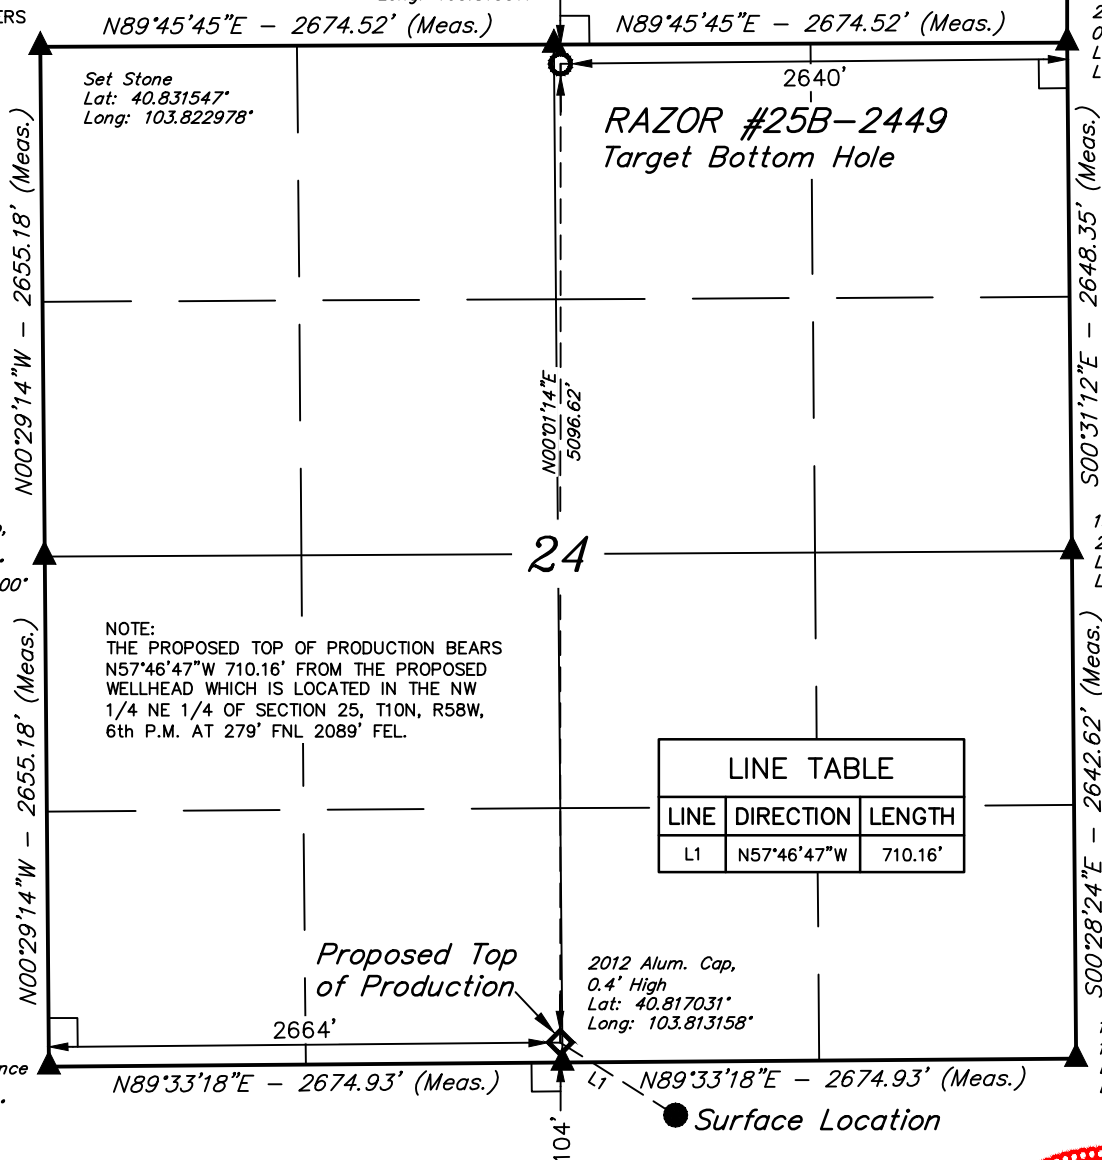 N89°45'45"E - 2674.52' (Meas.)
N89°45'45"E - 2674.52' (Meas.)
Set Stone
Lat: 40.831547°
Long: 103.822978°
2640'
RAZOR #25B-2449
Target Bottom Hole
N00°29'14"W - 2655.18' (Meas.)
S00°31'12"E - 2648.35' (Meas.)
N00°01'14"E
5096.62'
24
00°
NOTE:
THE PROPOSED TOP OF PRODUCTION BEARS
N57°46'47"W 710.16' FROM THE PROPOSED
WELLHEAD WHICH IS LOCATED IN THE NW
1/4 NE 1/4 OF SECTION 25, T10N, R58W,
6th P.M. AT 279' FNL 2089' FEL.
N00°29'14"W - 2655.18' (Meas.)
S00°28'24"E - 2642.62' (Meas.)
LINE TABLE
LINE DIRECTION LENGTH
L1 N57°46'47"W 710.16'
Proposed Top
of Production
2012 Alum. Cap,
0.4' High
Lat: 40.817031°
Long: 103.813158°
2664'
N89°33'18"E - 2674.93' (Meas.)
L1
N89°33'18"E - 2674.93' (Meas.)
104'
Surface Location